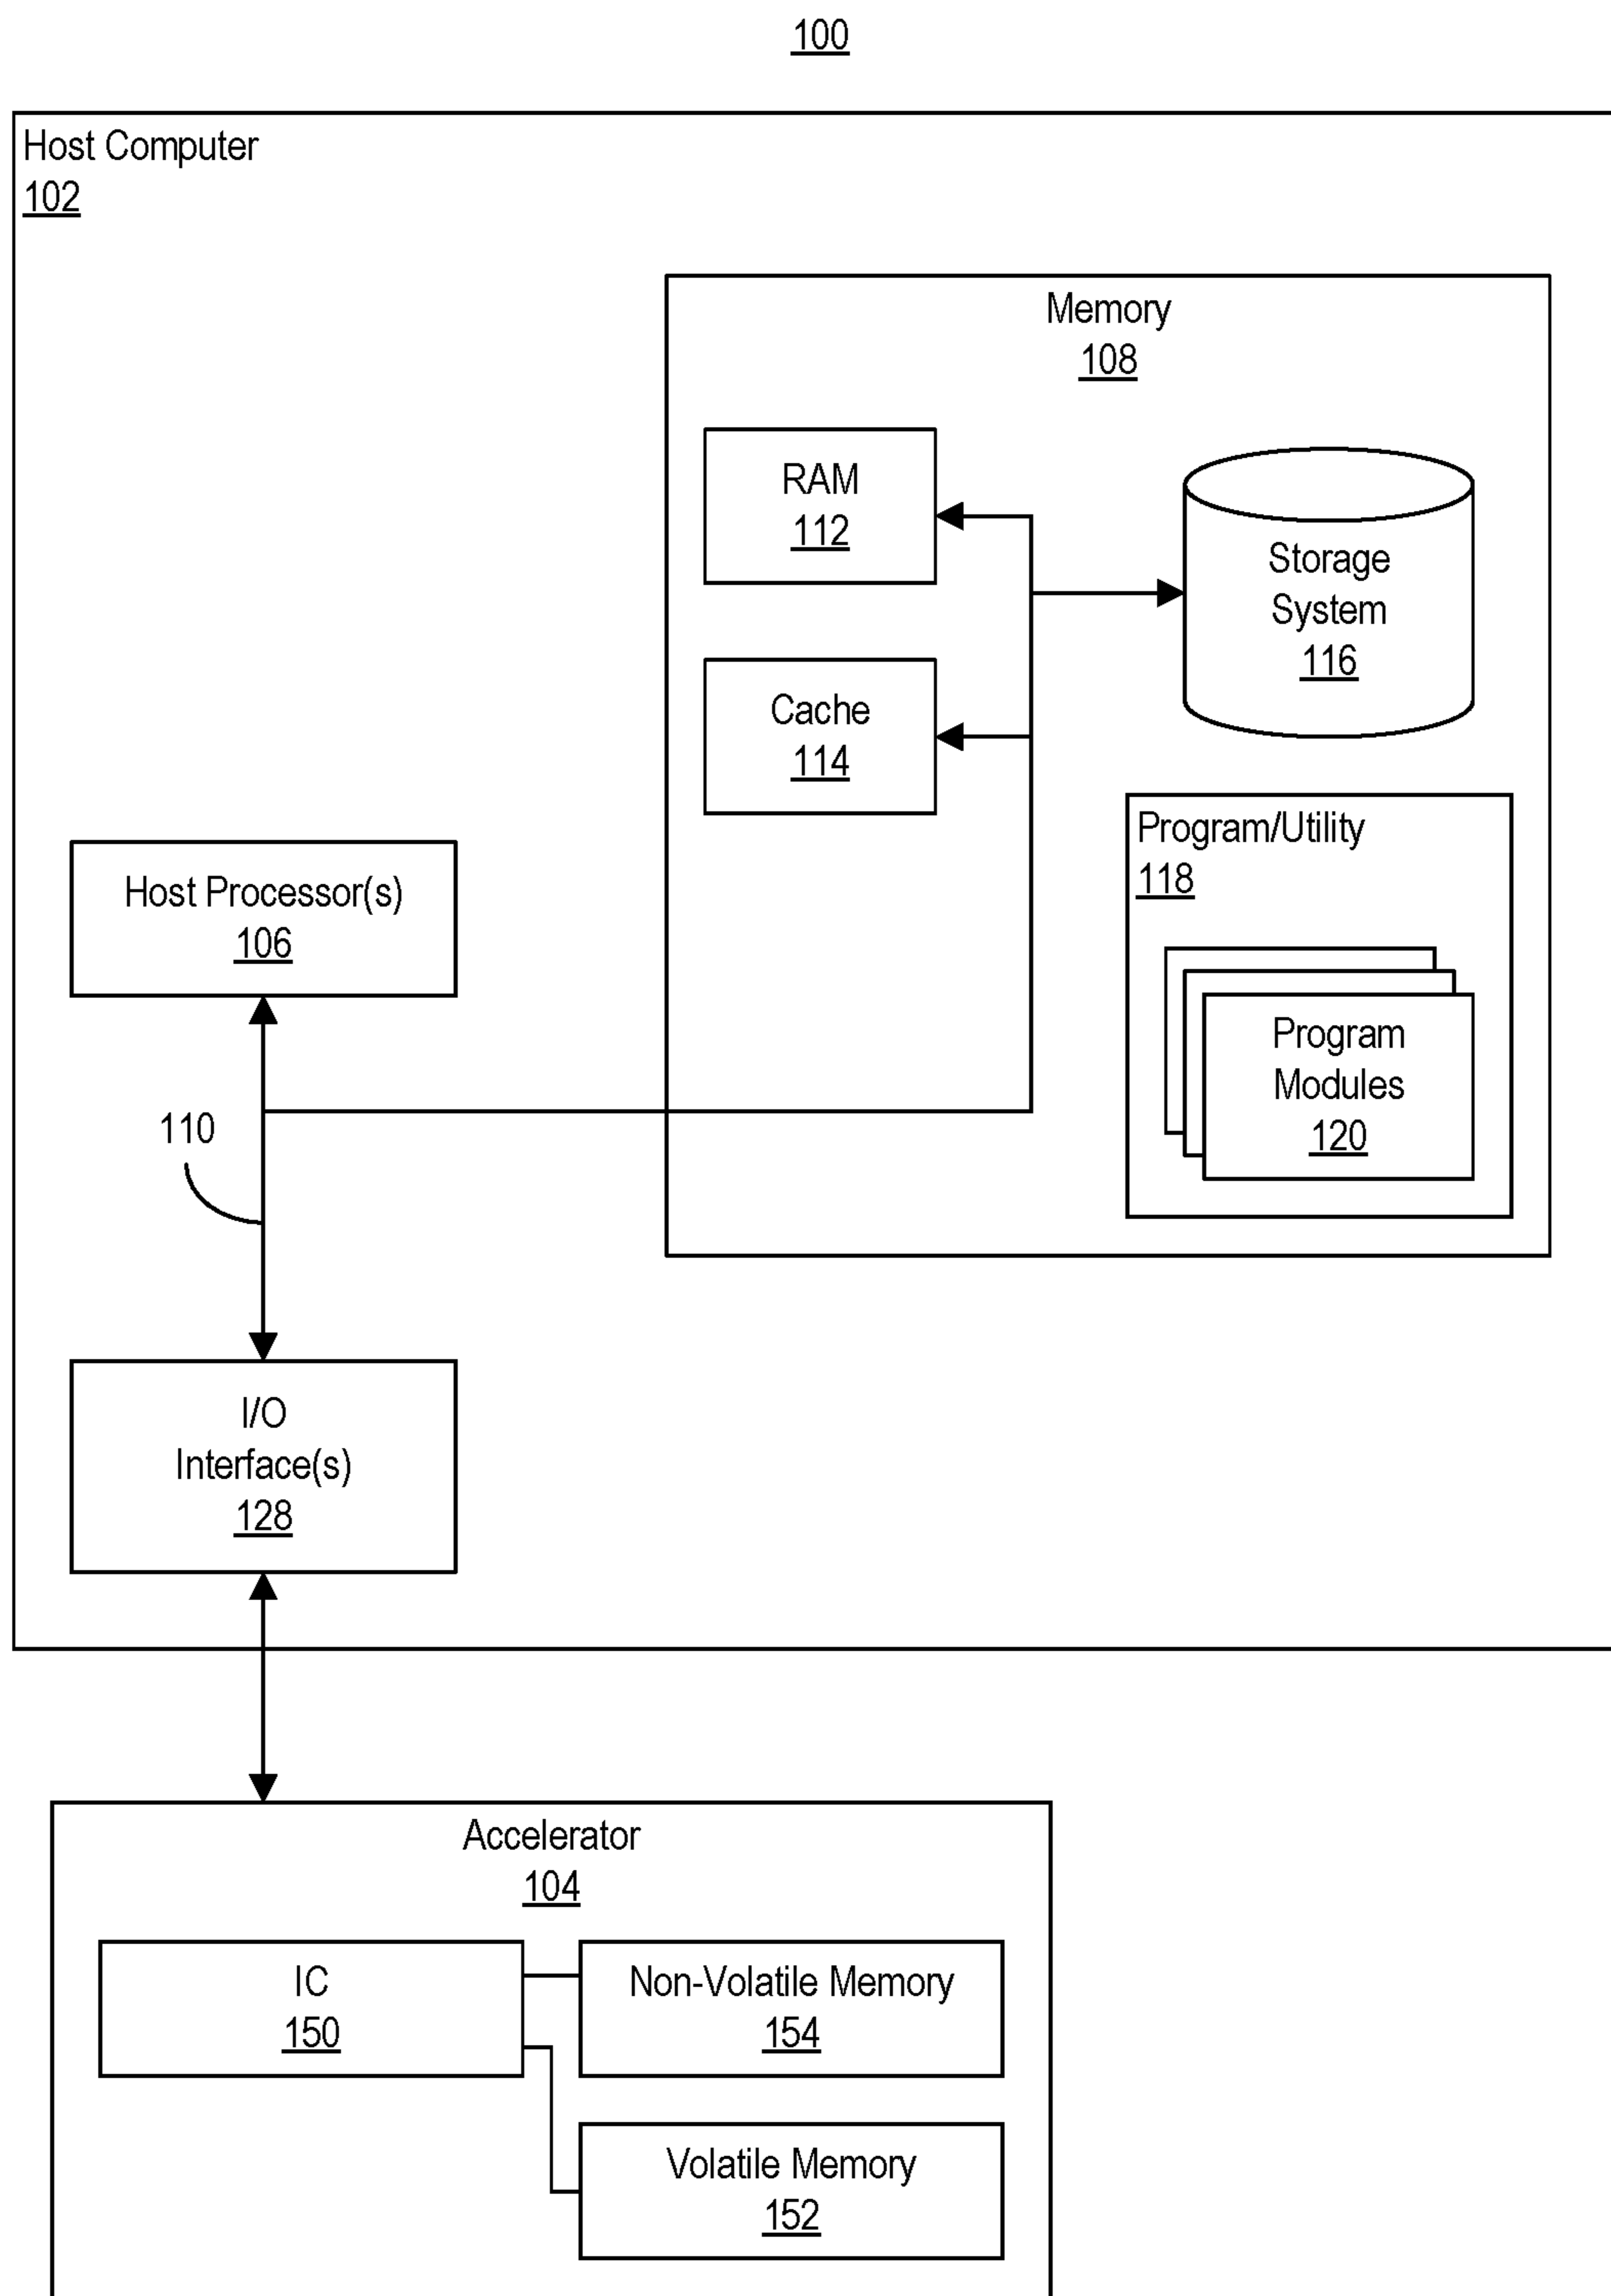 100
Host Computer
102
Memory
108
RAM
112
Storage
System
116
Cache
114
Program/Utility
118
Host Processor(s)
106
Program
Modules
120
110
I/O
Interface(s)
128
Accelerator
104
IC
150
Non-Volatile Memory
154
Volatile Memory
152